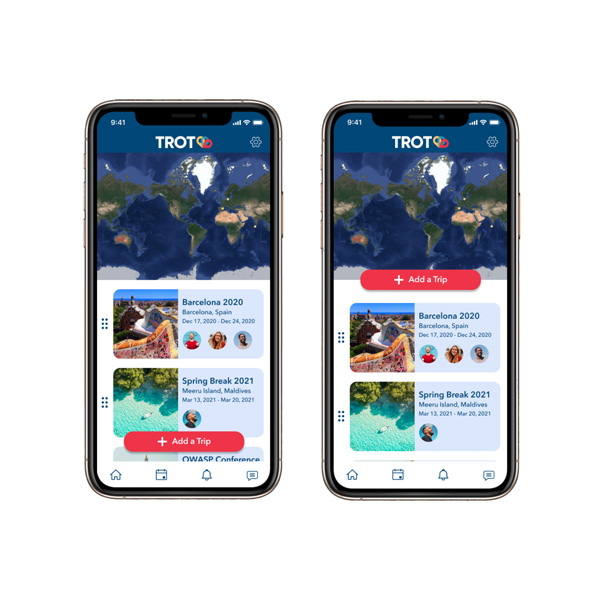 9:41
TROT
Barcelona 2020
Barcelona, Spain
Dec 17, 2020 - Dec 24, 2020
Spring Break 2021
Meeru Island, Maldives
Mar 13, 2021 - Mar 20, 2021
+ Add a Trip
OWASP Conference
9:41
TROT
+ Add a Trip
Barcelona 2020
Barcelona, Spain
Dec 17, 2020 - Dec 24, 2020
Spring Break 2021
Meeru Island, Maldives
Mar 13, 2021 - Mar 20, 2021